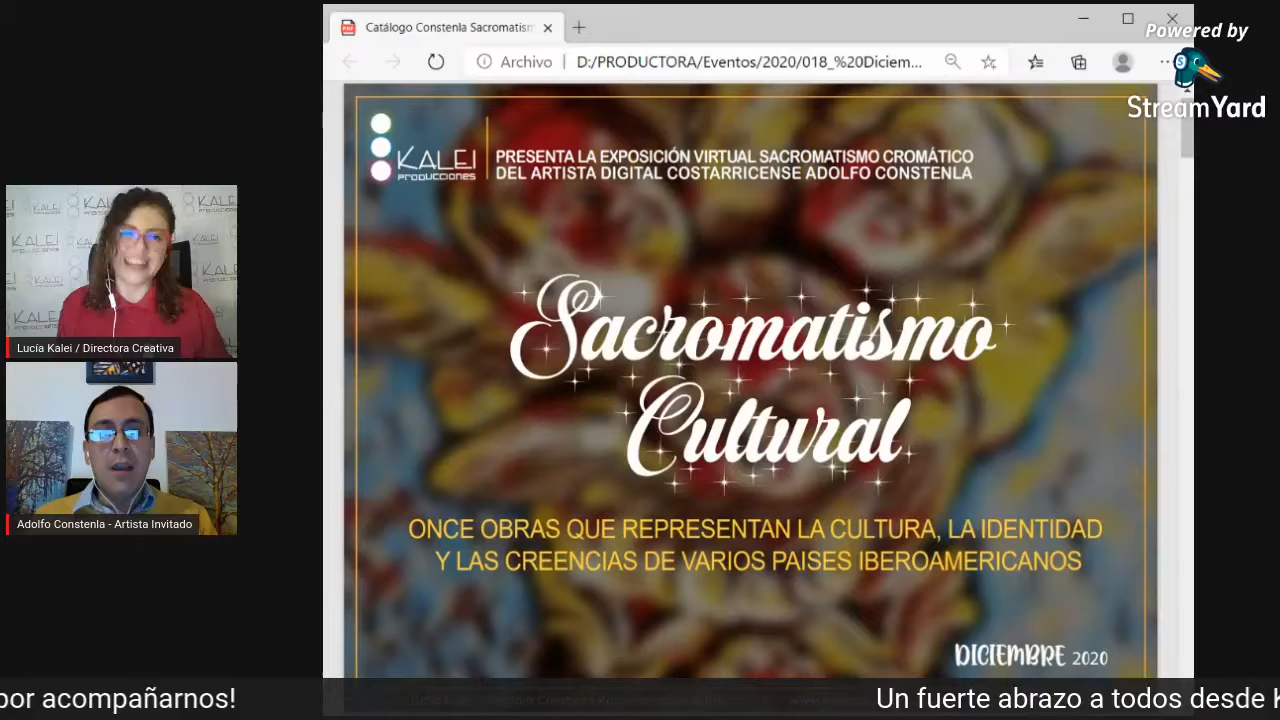 Catálogo Constenla Sacromatism
Archivo
D:/PRODUCTORA/Eventos/2020/018_%20Diciem...
Powered by
StreamYard
KALEI
PRODUCCIONES
PRESENTA LA EXPOSICIÓN VIRTUAL SACROMATISMO CROMÁTICO
DEL ARTISTA DIGITAL COSTARRICENSE ADOLFO CONSTENLA
Sacromatismo
Cultural
ONCE OBRAS QUE REPRESENTAN LA CULTURA, LA IDENTIDAD
Y LAS CREENCIAS DE VARIOS PAISES IBEROAMERICANOS
DICIEMBRE 2020
KALEI
PRODUCCIONES
Lucía Kalei / Directora Creativa
Adolfo Constenla - Artista Invitado
por acompañarnos!
Un fuerte abrazo a todos desde K